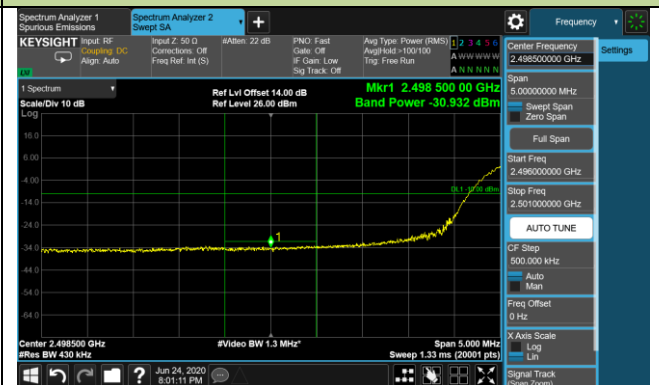 Spectrum Analyzer 1
Spurious Emissions
Spectrum Analyzer 2
Swept SA
Frequency
KEYSIGHT
Input: RF
Coupling: DC
Align: Auto
Input Z: 50 Ω
Corrections: Off
Freq Ref: Int (S)
#Atten: 22 dB
PNO: Fast
Gate: Off
IF Gain: Low
Sig Track: Off
Avg Type: Power (RMS)
Avg|Hold:>100/100
Trig: Free Run
1 2 3 4 5 6
A W W W W W
A N N N N N
LV
1 Spectrum
Scale/Div 10 dB
Log
Ref Lvl Offset 14.00 dB
Ref Level 26.00 dBm
Mkr1 2.498 500 00 GHz
Band Power -30.932 dBm
16.0
6.00
-4.00
-14.0
-24.0
-34.0
-44.0
-54.0
-64.0
DL1 -10.00 dBm
1
Center 2.498500 GHz
#Res BW 430 kHz
#Video BW 1.3 MHz*
Span 5.000 MHz
Sweep 1.33 ms (20001 pts)
Jun 24, 2020
8:01:11 PM
Center Frequency
2.498500000 GHz
Span
5.00000000 MHz
Swept Span
Zero Span
Full Span
Start Freq
2.496000000 GHz
Stop Freq
2.501000000 GHz
AUTO TUNE
CF Step
500.000 kHz
Auto
Man
Freq Offset
0 Hz
X Axis Scale
Log
Lin
Signal Track
(Span Zoom)
Settings